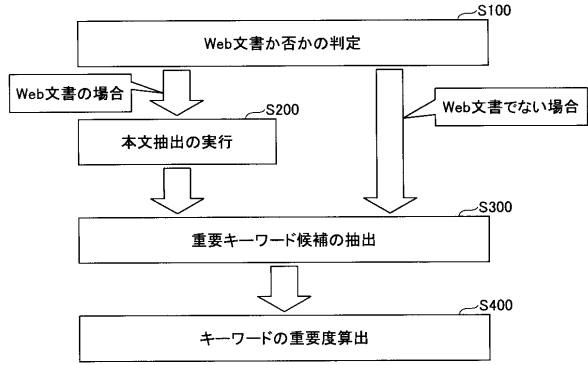 S100
Web文書か否かの判定
Web文書の場合
Web文書でない場合
S200
本文抽出の実行
S300
重要キーワード候補の抽出
S400
キーワードの重要度算出